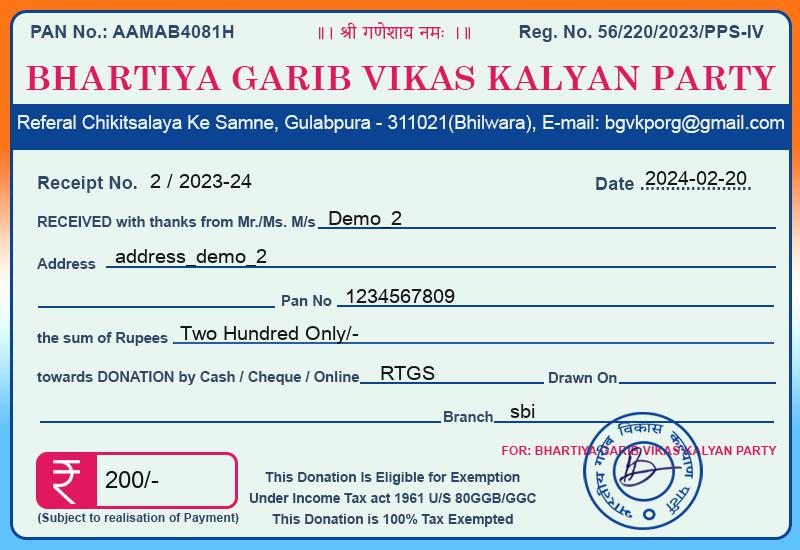 PAN No.: AAMAB4081H ॥। श्री गणेशाय नमः ।॥ Reg. No. 56/220/2023/PPS-IV
BHARTIYA GARIB VIKAS KALYAN PARTY
Referal Chikitsalaya Ke Samne, Gulabpura - 311021(Bhilwara), E-mail: bgvkporg@gmail.com
Receipt No. 2 / 2023-24 Date 2024-02-20
RECEIVED with thanks from Mr./Ms. M/s Demo_2
Address address_demo_2
Pan No 1234567809
the sum of Rupees Two Hundred Only/-
towards DONATION by Cash / Cheque / Online RTGS Drawn On
Branch sbi
FOR: BHARTIYA GARIB VIKAS KALYAN PARTY
भारतीय गरीब विकास कल्याण पार्टी
₹ 200/-
(Subject to realisation of Payment)
This Donation Is Eligible for Exemption
Under Income Tax act 1961 U/S 80GGB/GGC
This Donation is 100% Tax Exempted